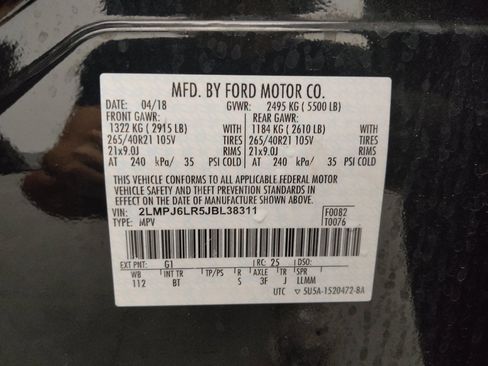 MFD. BY FORD MOTOR CO.
DATE: 04/18 GVWR: 2495 KG ( 5500 LB)
FRONT GAWR: REAR GAWR:
1322 KG ( 2915 LB) WITH 1184 KG ( 2610 LB) WITH
265/40R21 105V TIRES 265/40R21 105V TIRES
21x9.0J RIMS 21x9.0J RIMS
AT 240 kPa/ 35 PSI COLD AT 240 kPa/ 35 PSI COLD
THIS VEHICLE CONFORMS TO ALL APPLICABLE FEDERAL MOTOR
VEHICLE SAFETY AND THEFT PREVENTION STANDARDS IN
EFFECT ON THE DATE OF MANUFACTURE SHOWN ABOVE.
VIN: 2LMPJ6LR5JBL38311 F0082
TYPE: MPV T0076
EXT PNT: G1 RC: 25
WB INT TR TP/PS R AXLE TR SPR
112 BT S 3F J LLMM
UTC ▽ 5U5A-1520472-BA